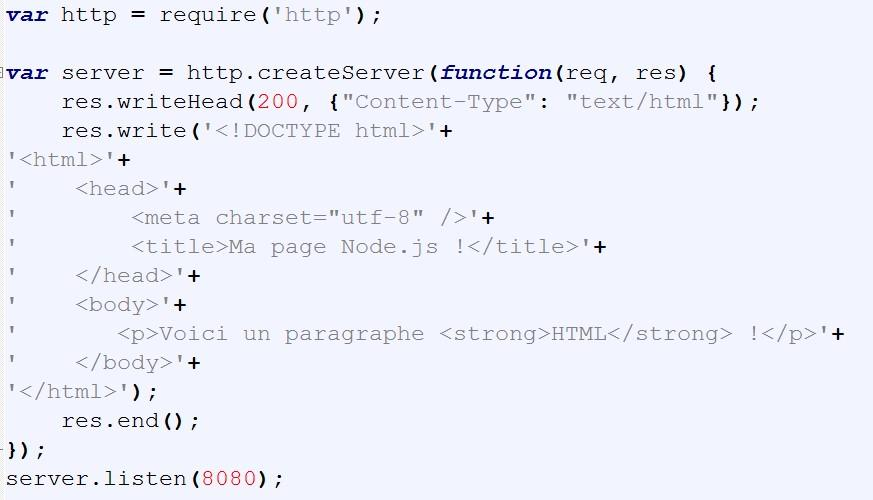 var http = require('http');

var server = http.createServer(function(req, res) {
    res.writeHead(200, {"Content-Type": "text/html"});
    res.write('<!DOCTYPE html>'+
'<html>'+
'    <head>'+
'        <meta charset="utf-8" />'+
'        <title>Ma page Node.js !</title>'+
'    </head>'+
'    <body>'+
'       <p>Voici un paragraphe <strong>HTML</strong> !</p>'+
'    </body>'+
'</html>');
    res.end();
});
server.listen(8080);